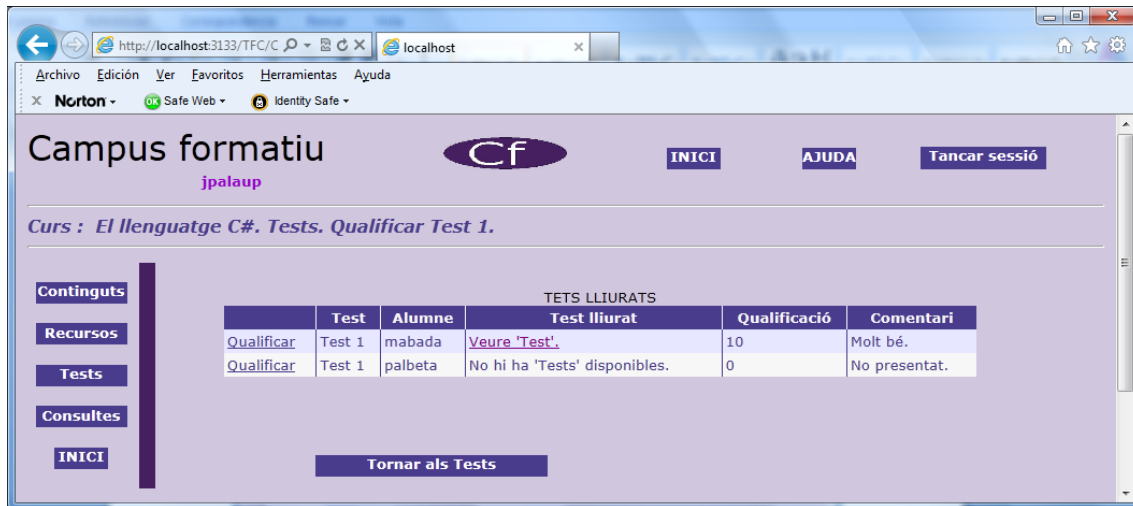 http://localhost:3133/TFC/C
localhost
Archivo Edición Ver Favoritos Herramientas Ayuda
x Norton OK Safe Web Identity Safe
Campus formatiu
Cf
INICI
AJUDA
Tancar sessió
jpalaup
Curs : El llenguatge C#. Tests. Qualificar Test 1.
Continguts
Recursos
Tests
Consultes
INICI
TETS LLIURATS
Test Alumne Test lliurat Qualificació Comentari
Qualificar Test 1 mabada Veure 'Test'. 10 Molt bé.
Qualificar Test 1 palbeta No hi ha 'Tests' disponibles. 0 No presentat.
Tornar als Tests